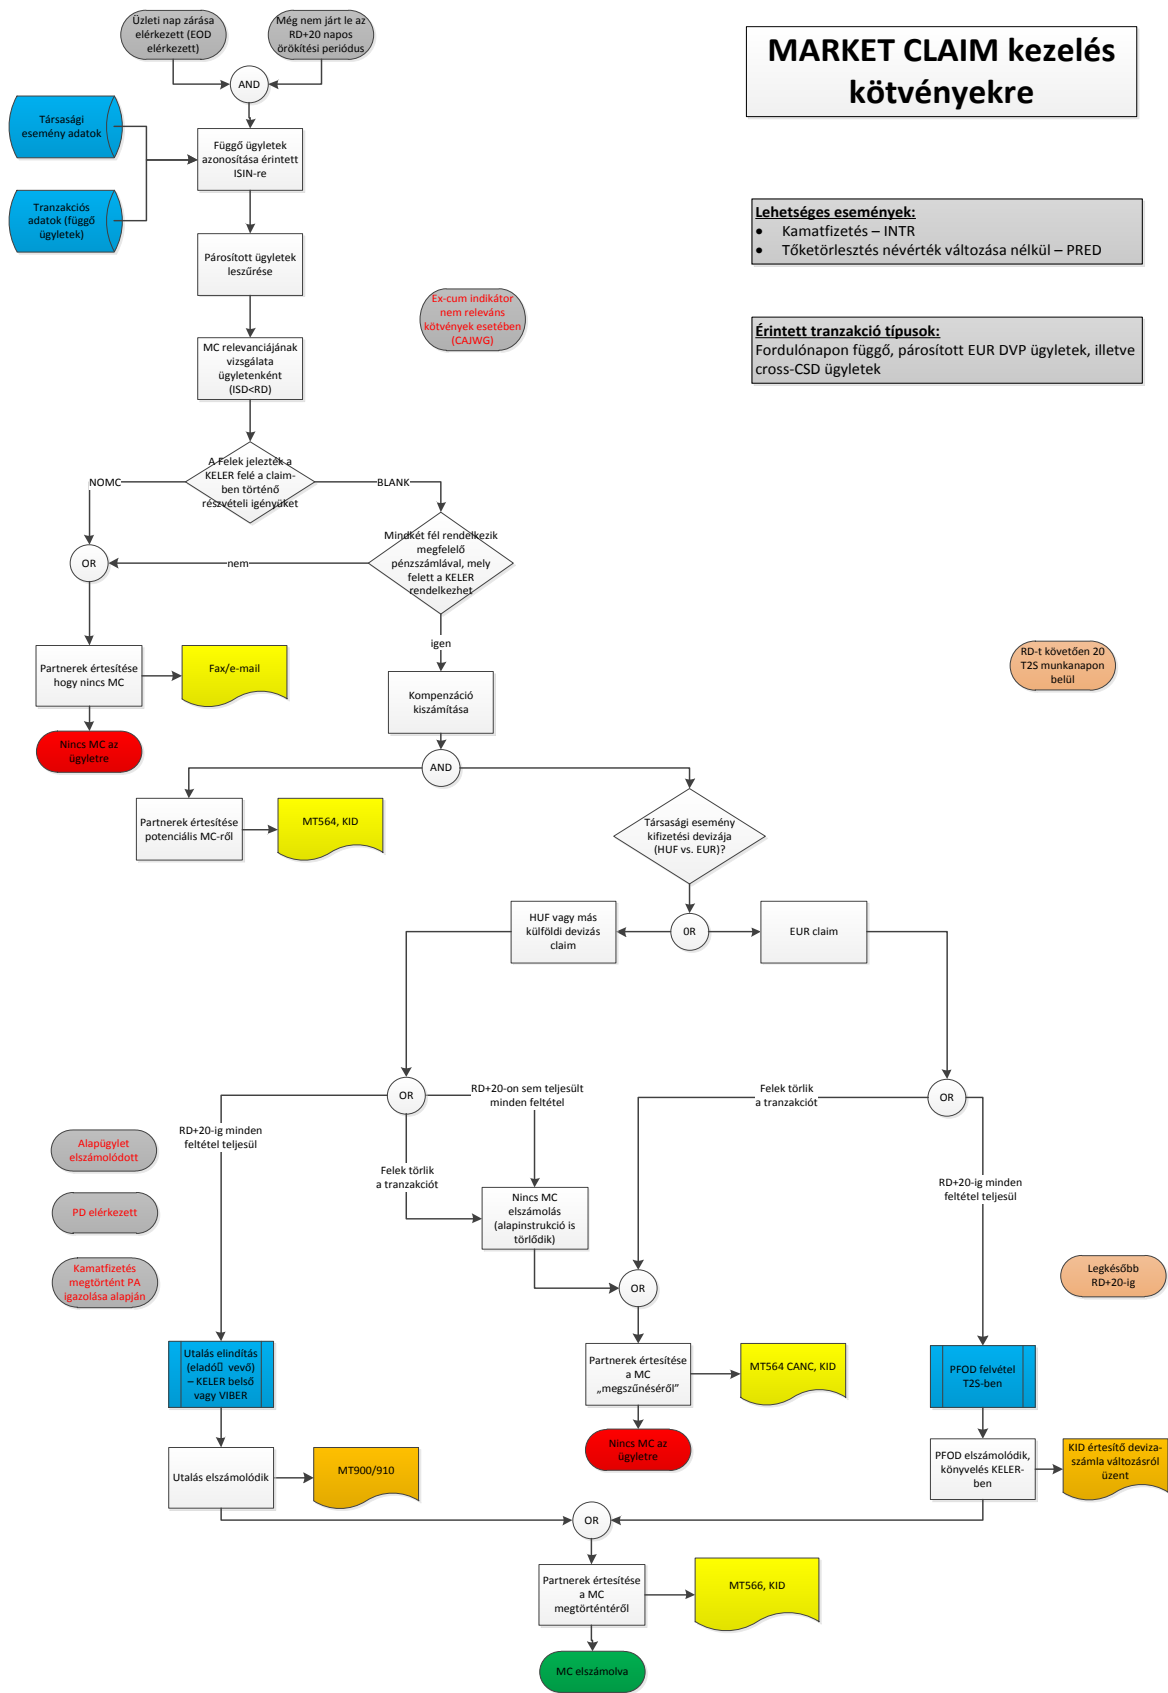 Üzleti nap zárása
elérkezett (EOD
elérkezett)
Még nem járt le az
RD+20 napos
örökítési periódus
MARKET CLAIM kezelés
kötvényekre
AND
Társasági
esemény adatok
Függő ügyletek
azonosítása érintett
ISIN-re
Tranzakciós
adatok (függő
ügyletek)
Lehetséges események:
• Kamatfizetés – INTR
• Tőketörlesztés névérték változása nélkül – PRED
Párosított ügyletek
leszűrése
Ex-cum indikátor
nem releváns
kötvények esetében
(CAJWG)
Érintett tranzakció típusok:
Fordulónapon függő, párosított EUR DVP ügyletek, illetve
cross-CSD ügyletek
MC relevanciájának
vizsgálata
ügyletenként
(ISD<RD)
A Felek jelezték a
KELER felé a claim-
ben történő
részvételi igényüket
NOMC
BLANK
Mindkét fél rendelkezik
megfelelő
pénzszámlával, mely
felett a KELER
rendelkezhet
OR
nem
igen
Partnerek értesítése
hogy nincs MC
Fax/e-mail
RD-t követően 20
T2S munkanapon
belül
Kompenzáció
kiszámítása
Nincs MC az
ügyletre
AND
Partnerek értesítése
potenciális MC-ről
MT564, KID
Társasági esemény
kifizetési devizája
(HUF vs. EUR)?
HUF vagy más
külföldi devizás
claim
0R
EUR claim
OR
RD+20-on sem teljesült
minden feltétel
Felek törlik
a tranzakciót
OR
RD+20-ig minden
feltétel teljesül
Alapügylet
elszámolódott
Felek törlik
a tranzakciót
RD+20-ig minden
feltétel teljesül
PD elérkezett
Nincs MC
elszámolás
(alapinstrukció is
törlődik)
Kamatfizetés
megtörtént PA
igazolása alapján
OR
Legkésőbb
RD+20-ig
Utalás elindítás
(eladó vevő)
– KELER belső
vagy VIBER
Partnerek értesítése
a MC
„megszűnéséről”
MT564 CANC, KID
PFOD felvétel
T2S-ben
Nincs MC az
ügyletre
Utalás elszámolódik
MT900/910
PFOD elszámolódik,
könyvelés KELER-
ben
KID értesítő deviza-
számla változásról
üzent
OR
Partnerek értesítése
a MC
megtörténtéről
MT566, KID
MC elszámolva